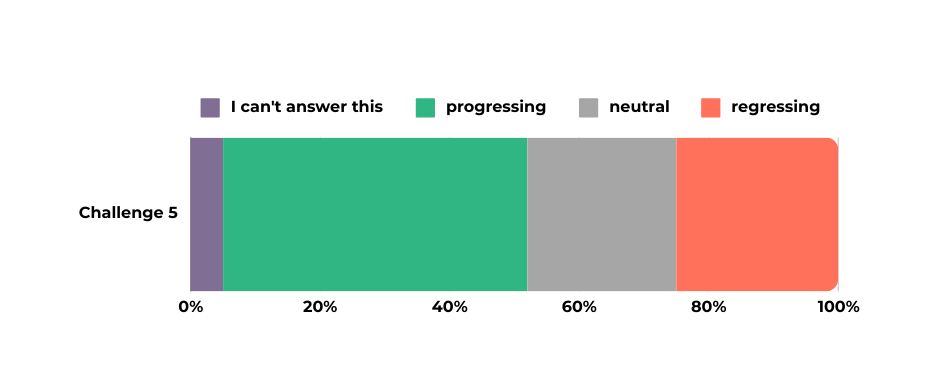 I can't answer this progressing neutral regressing
Challenge 5
0% 20% 40% 60% 80% 100%